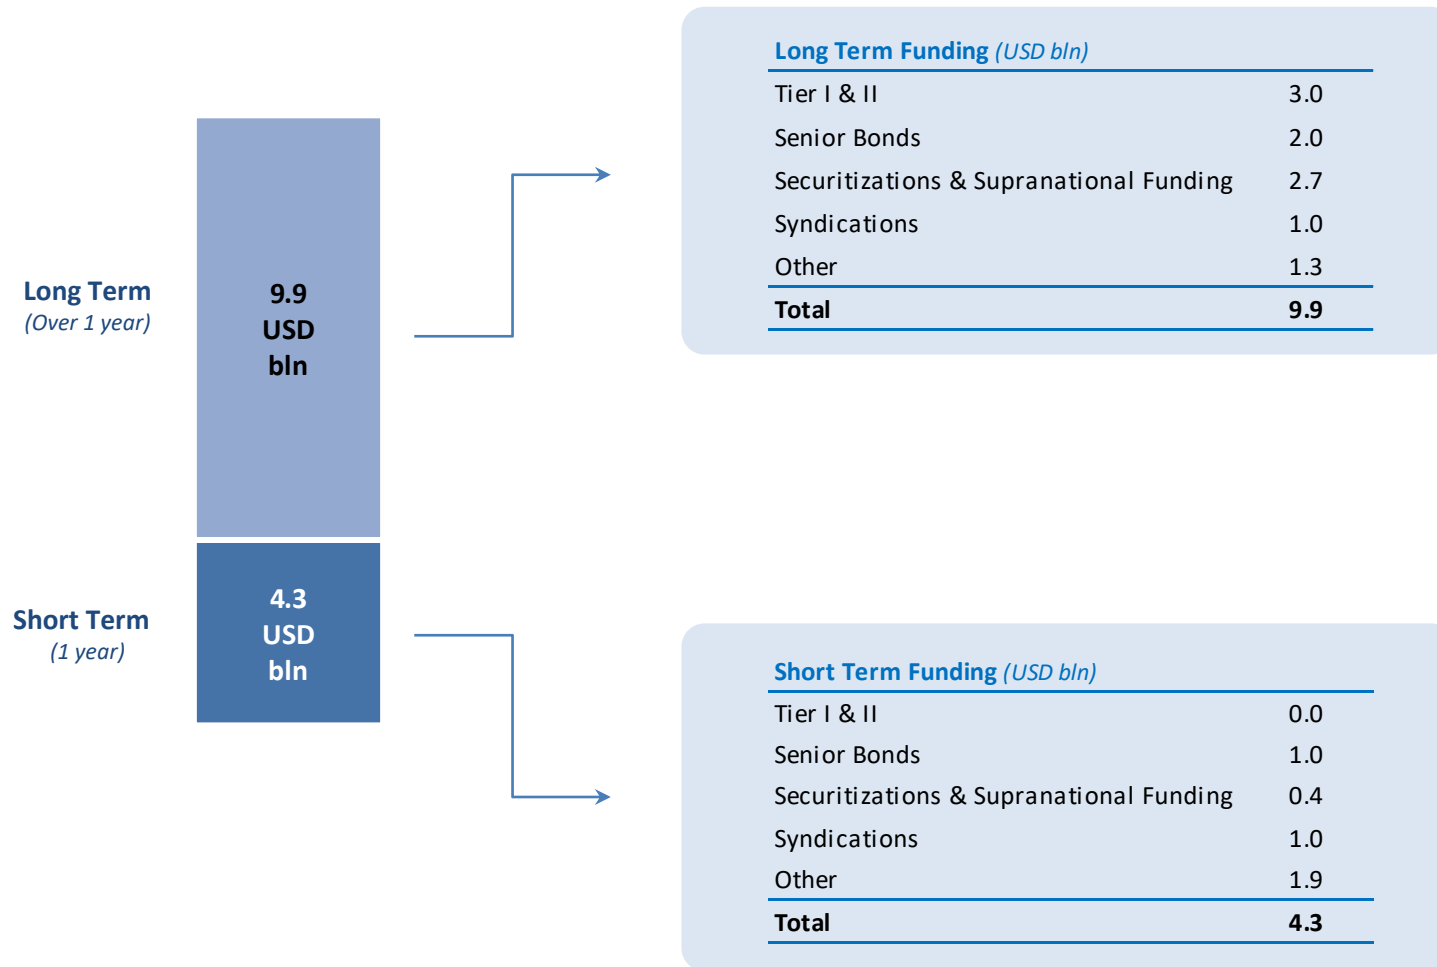 Long Term
(Over 1 year)
9.9
USD
bln
Short Term
(1 year)
4.3
USD
bln
Long Term Funding (USD bln)
Tier I & II 3.0
Senior Bonds 2.0
Securitizations & Supranational Funding 2.7
Syndications 1.0
Other 1.3
Total 9.9
Short Term Funding (USD bln)
Tier I & II 0.0
Senior Bonds 1.0
Securitizations & Supranational Funding 0.4
Syndications 1.0
Other 1.9
Total 4.3